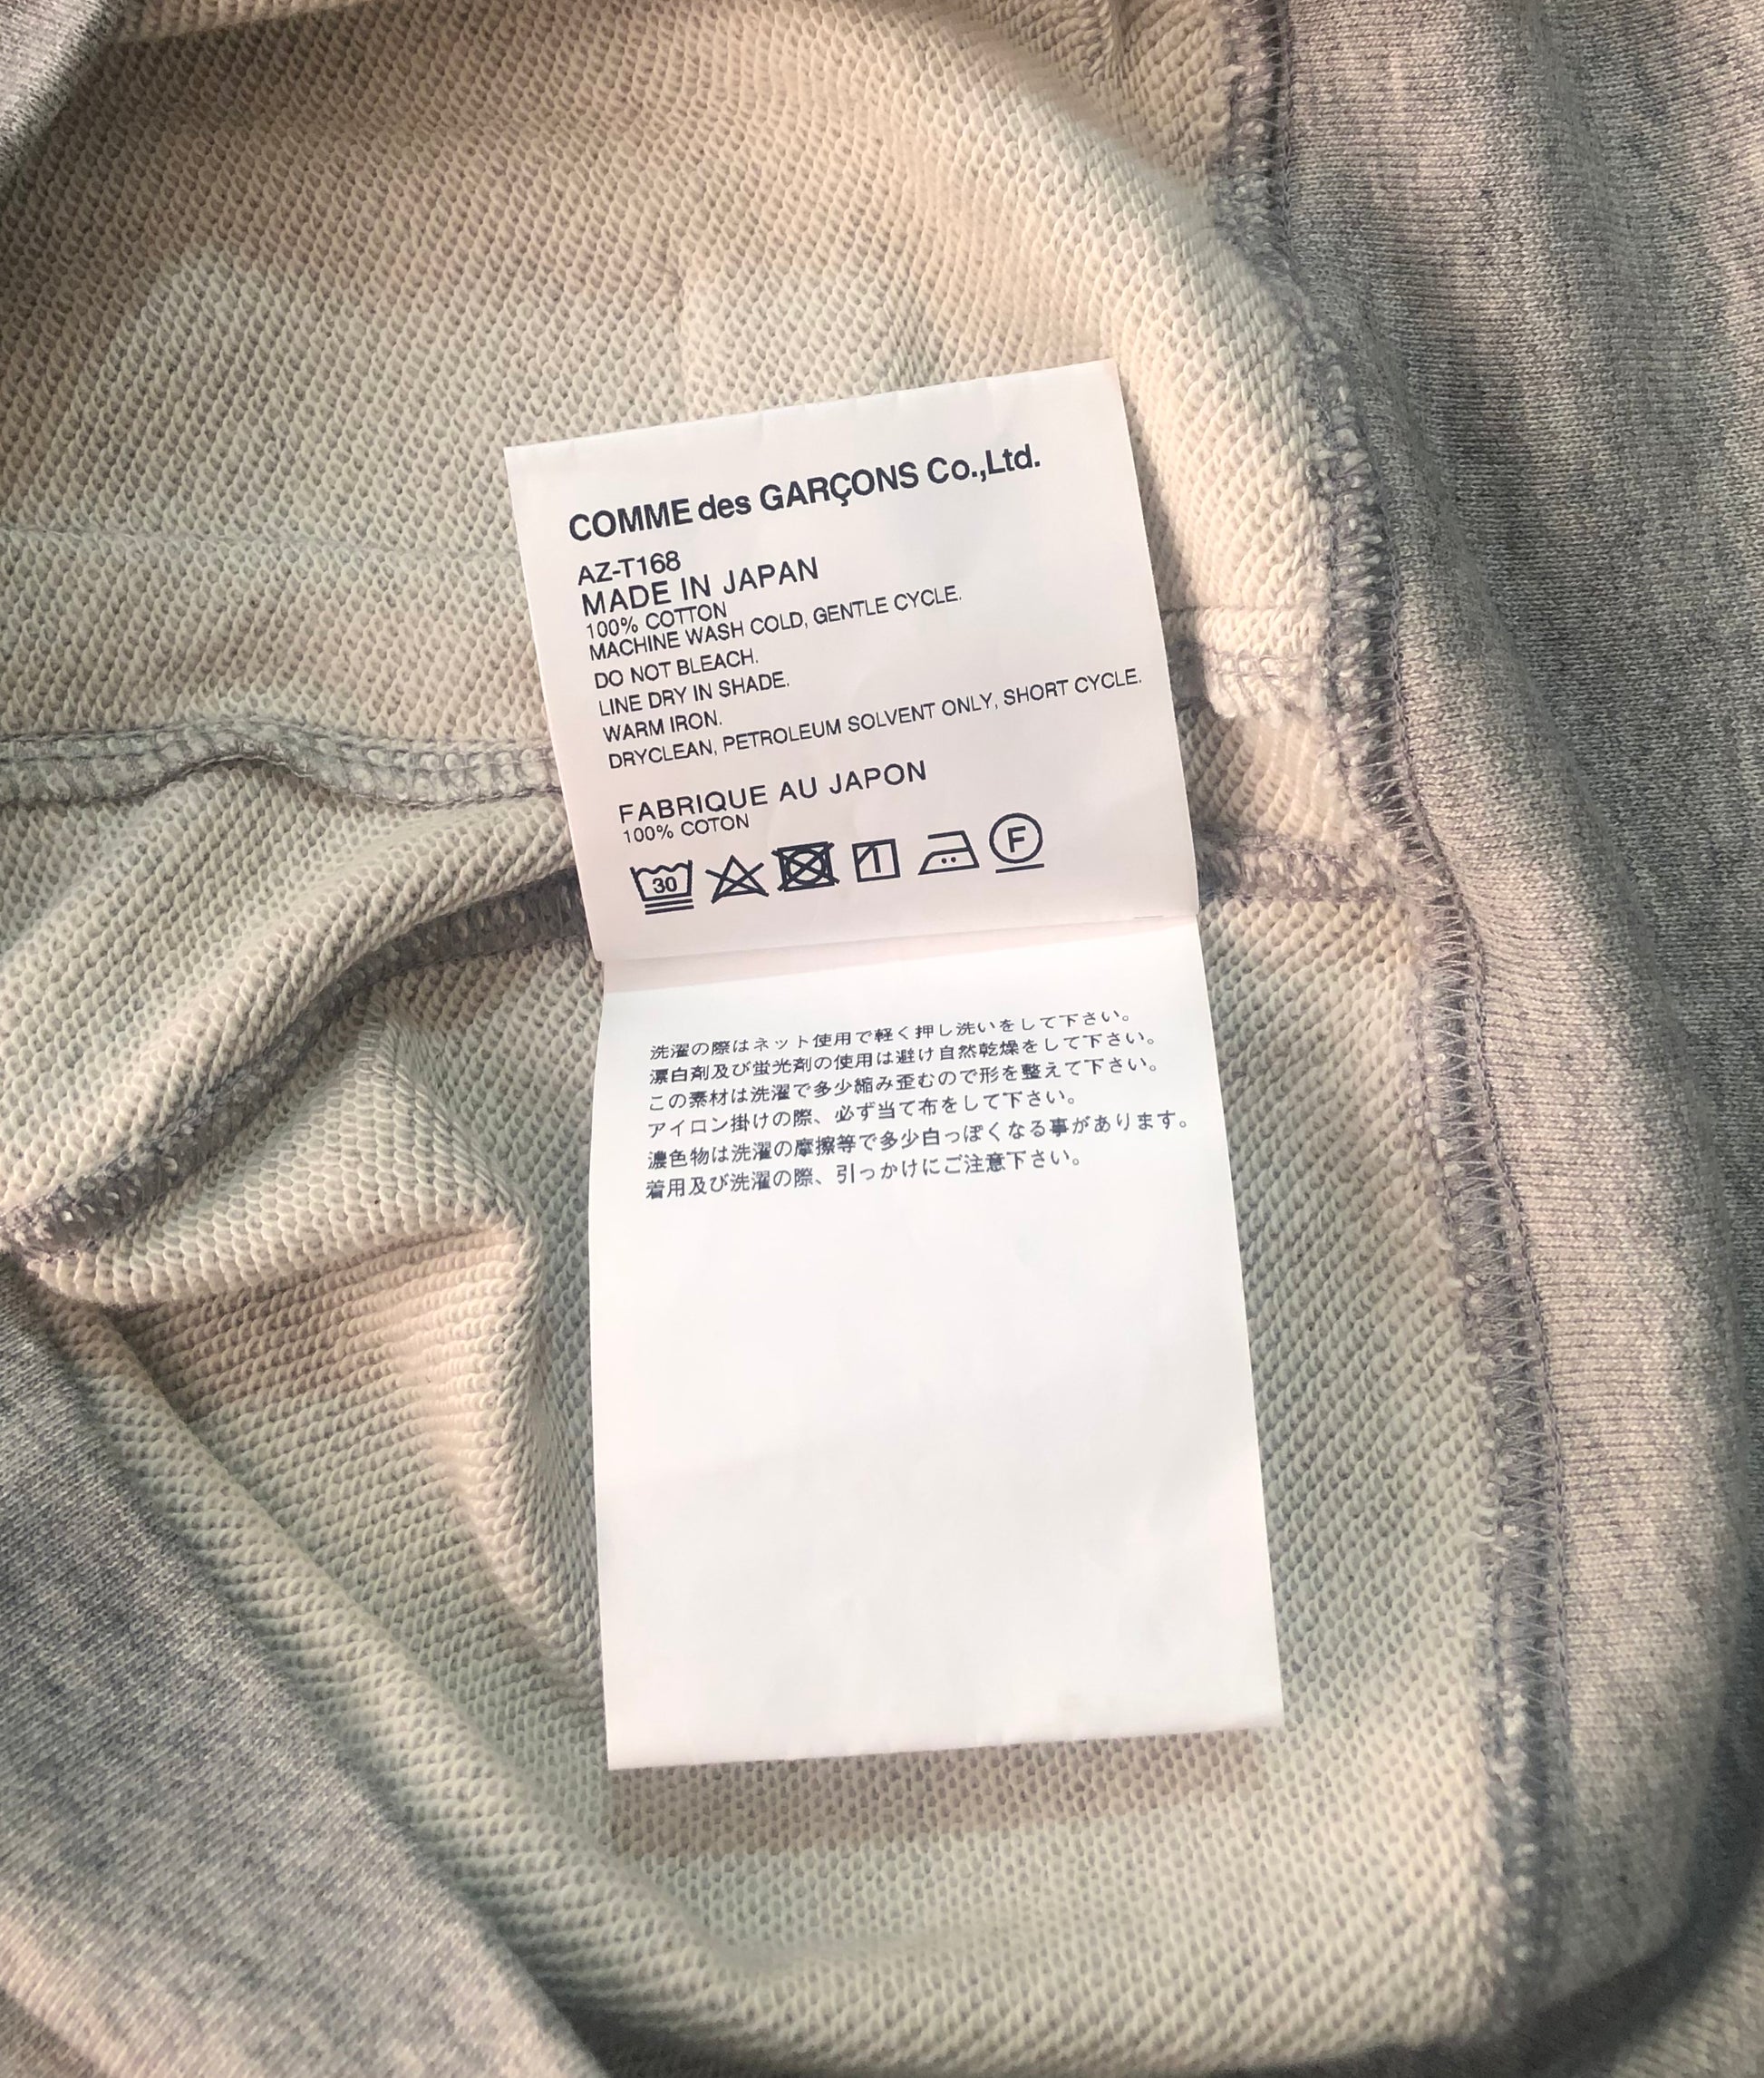 COMME des GARÇONS Co.,Ltd.
AZ-T168
MADE IN JAPAN
100% COTTON
MACHINE WASH COLD, GENTLE CYCLE.
DO NOT BLEACH.
LINE DRY IN SHADE.
WARM IRON.
DRYCLEAN, PETROLEUM SOLVENT ONLY, SHORT CYCLE.
FABRIQUE AU JAPON
100% COTON
30 F
洗濯の際はネット使用で軽く押し洗いをして下さい。
漂白剤及び蛍光剤の使用は避け自然乾燥をして下さい。
この素材は洗濯で多少縮み歪むので形を整えて下さい。
アイロン掛けの際、必ず当て布をして下さい。
濃色物は洗濯の摩擦等で多少白っぽくなる事があります。
着用及び洗濯の際、引っかけにご注意下さい。